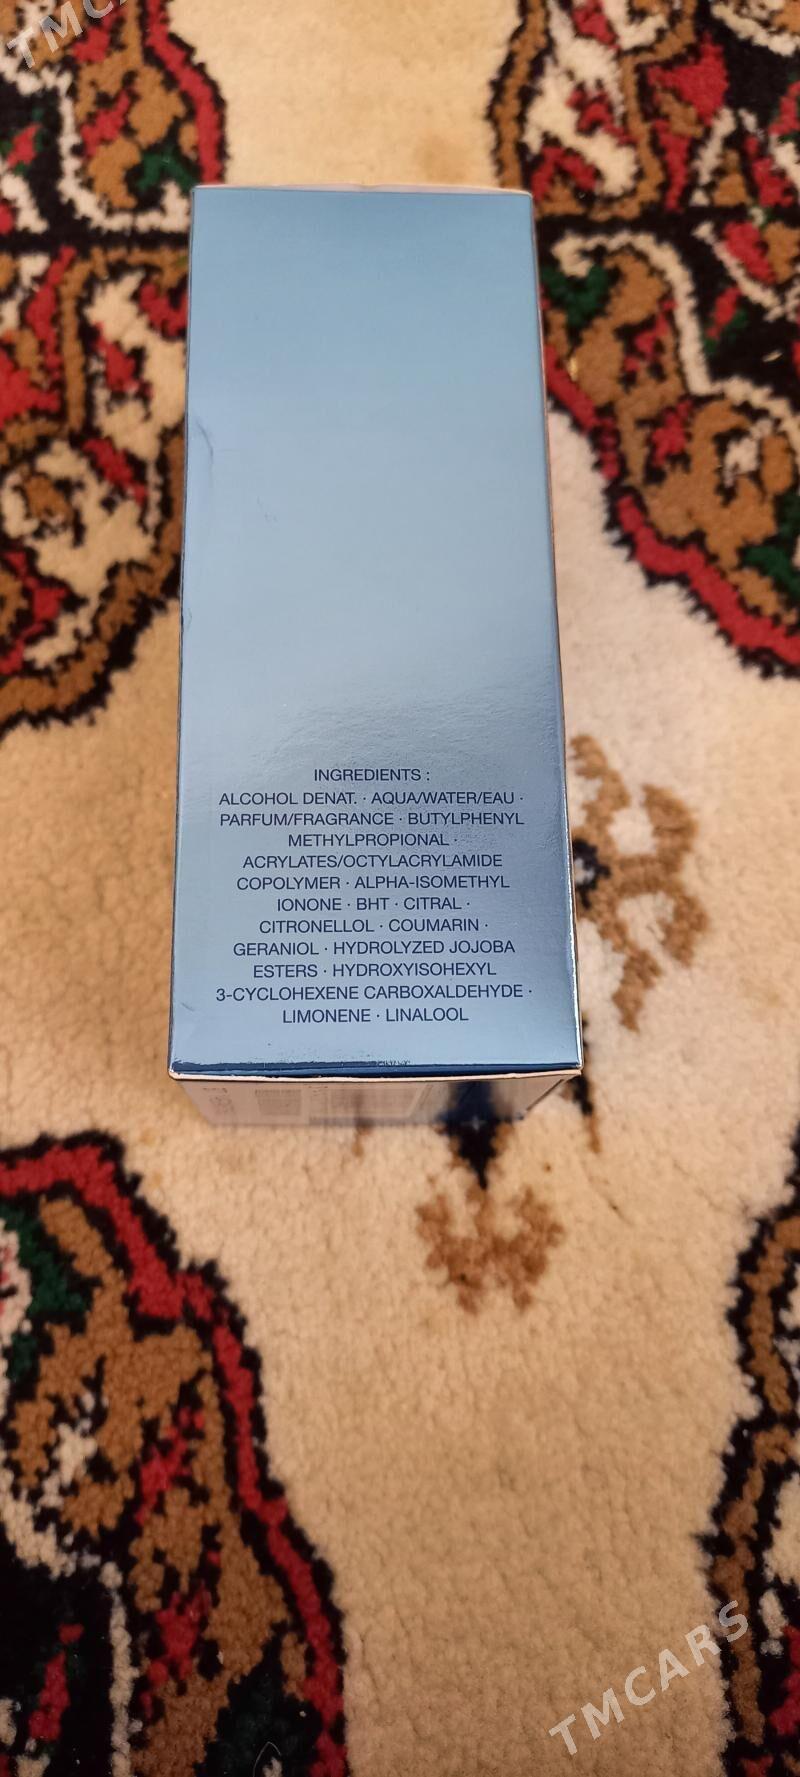 TMCARS
INGREDIENTS :
ALCOHOL DENAT. · AQUA/WATER/EAU ·
PARFUM/FRAGRANCE · BUTYLPHENYL
METHYLPROPIONAL ·
ACRYLATES/OCTYLACRYLAMIDE
COPOLYMER · ALPHA-ISOMETHYL
IONONE · BHT · CITRAL ·
CITRONELLOL · COUMARIN ·
GERANIOL · HYDROLYZED JOJOBA
ESTERS · HYDROXYISOHEXYL
3-CYCLOHEXENE CARBOXALDEHYDE ·
LIMONENE · LINALOOL